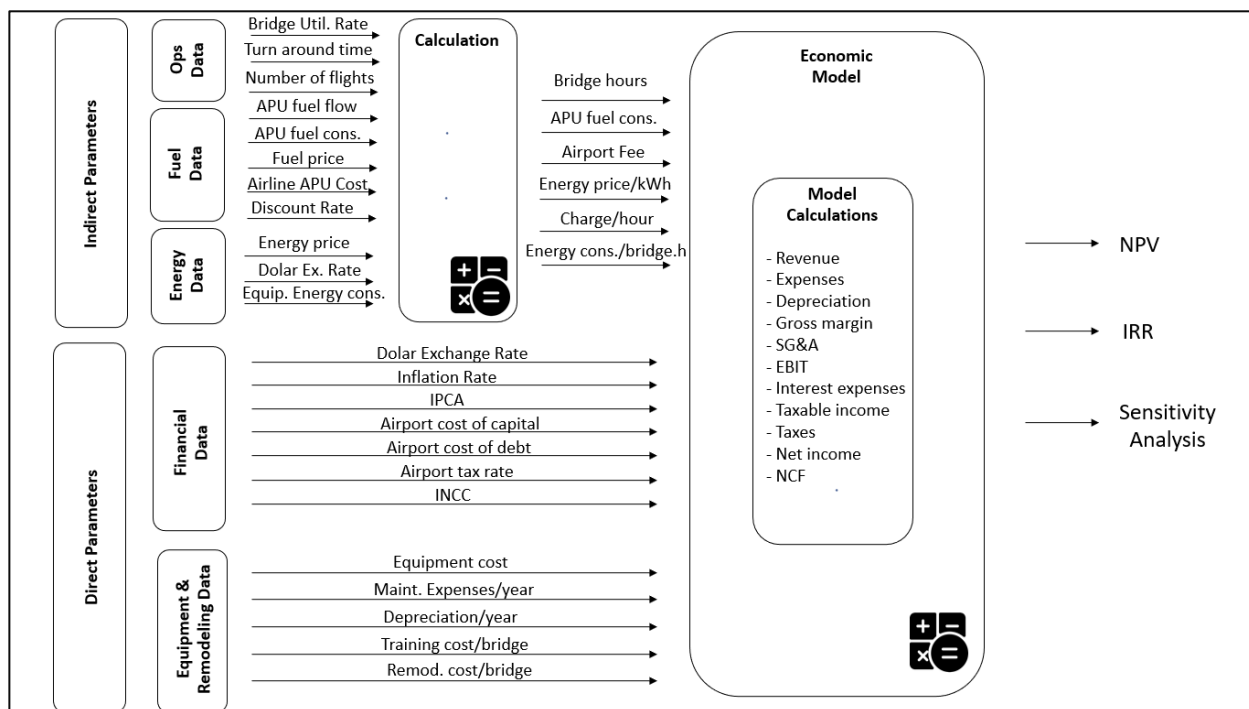 Indirect Parameters
Ops
Data
Fuel
Data
Energy
Data
Bridge Util. Rate
Turn around time
Number of flights
APU fuel flow
APU fuel cons.
Fuel price
Airline APU Cost
Discount Rate
Energy price
Dolar Ex. Rate
Equip. Energy cons.
Calculation
Bridge hours
APU fuel cons.
Airport Fee
Energy price/kWh
Charge/hour
Energy cons./bridge.h
Direct Parameters
Financial
Data
Dolar Exchange Rate
Inflation Rate
IPCA
Airport cost of capital
Airport cost of debt
Airport tax rate
INCC
Equipment &
Remodeling Data
Equipment cost
Maint. Expenses/year
Depreciation/year
Training cost/bridge
Remod. cost/bridge
Economic
Model
Model
Calculations
- Revenue
- Expenses
- Depreciation
- Gross margin
- SG&A
- EBIT
- Interest expenses
- Taxable income
- Taxes
- Net income
- NCF
NPV
IRR
Sensitivity
Analysis